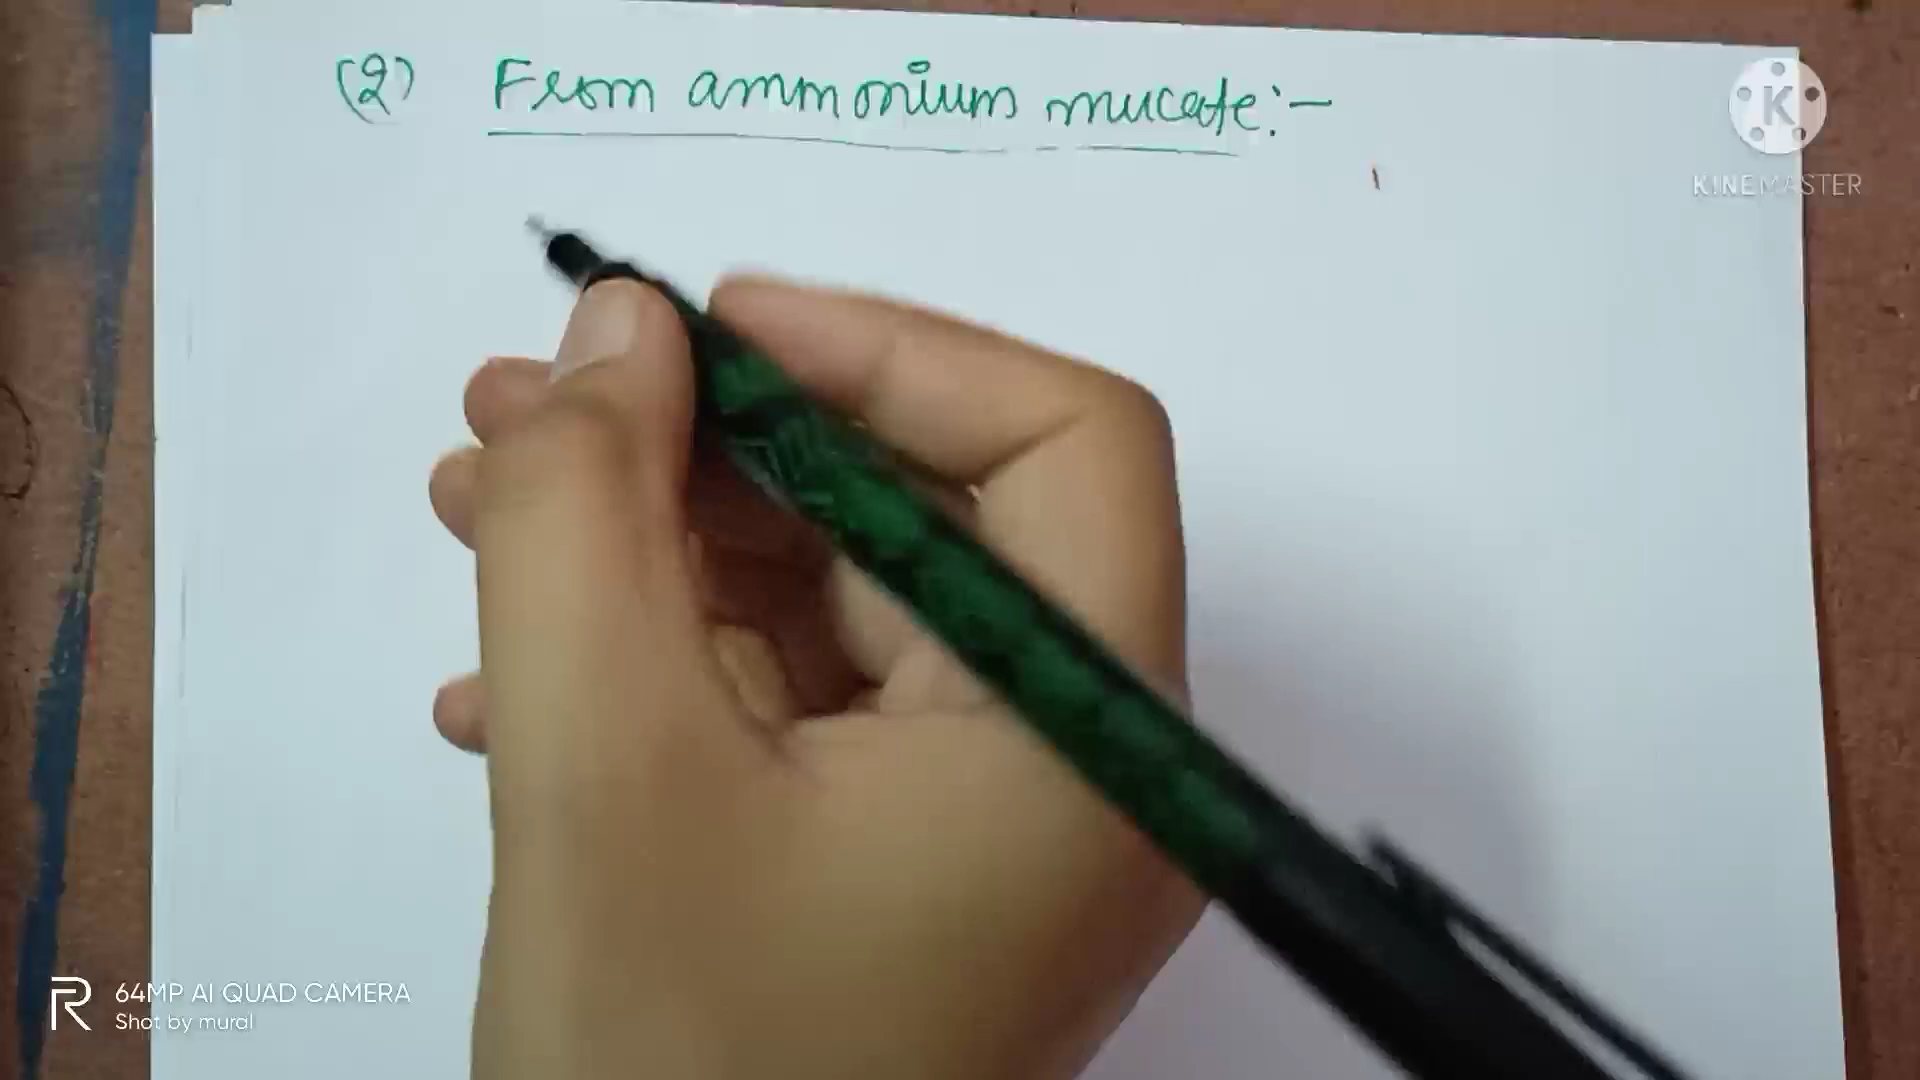 (2) From ammonium mucate:-
K
KINEMASTER
R
64MP AI QUAD CAMERA
Shot by mural